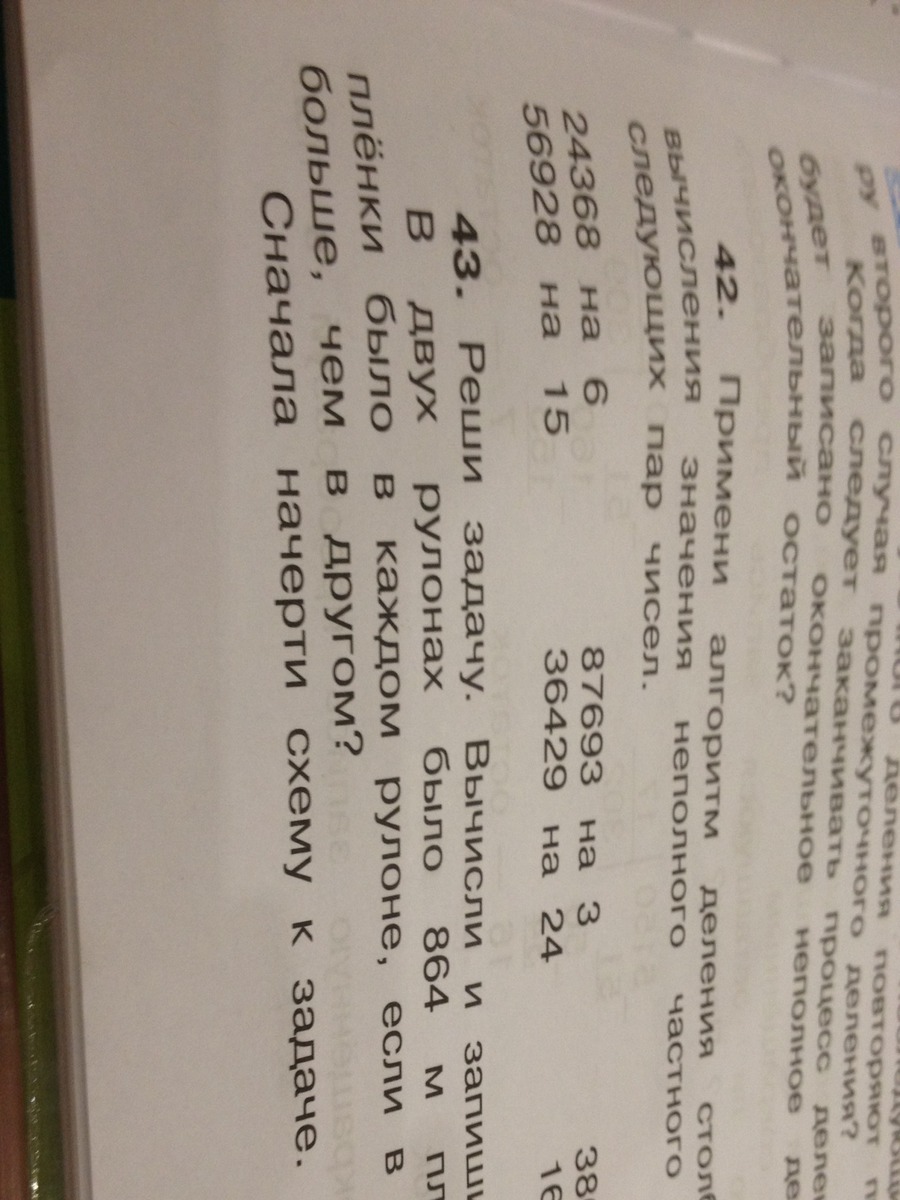 ру второго случая промежуточного деления?
Когда следует заканчивать процесс
будет записано окончательное неполное
окончательный остаток?
42. Примени алгоритм деления
вычисления значения неполного частного
следующих пар чисел.
24368 на 6 87693 на 3
56928 на 15 36429 на 24
43. Реши задачу. Вычисли и
В двух рулонах было 864 м
плёнки было в каждом рулоне, если в
больше, чем в другом?
Сначала начерти схему к задаче.